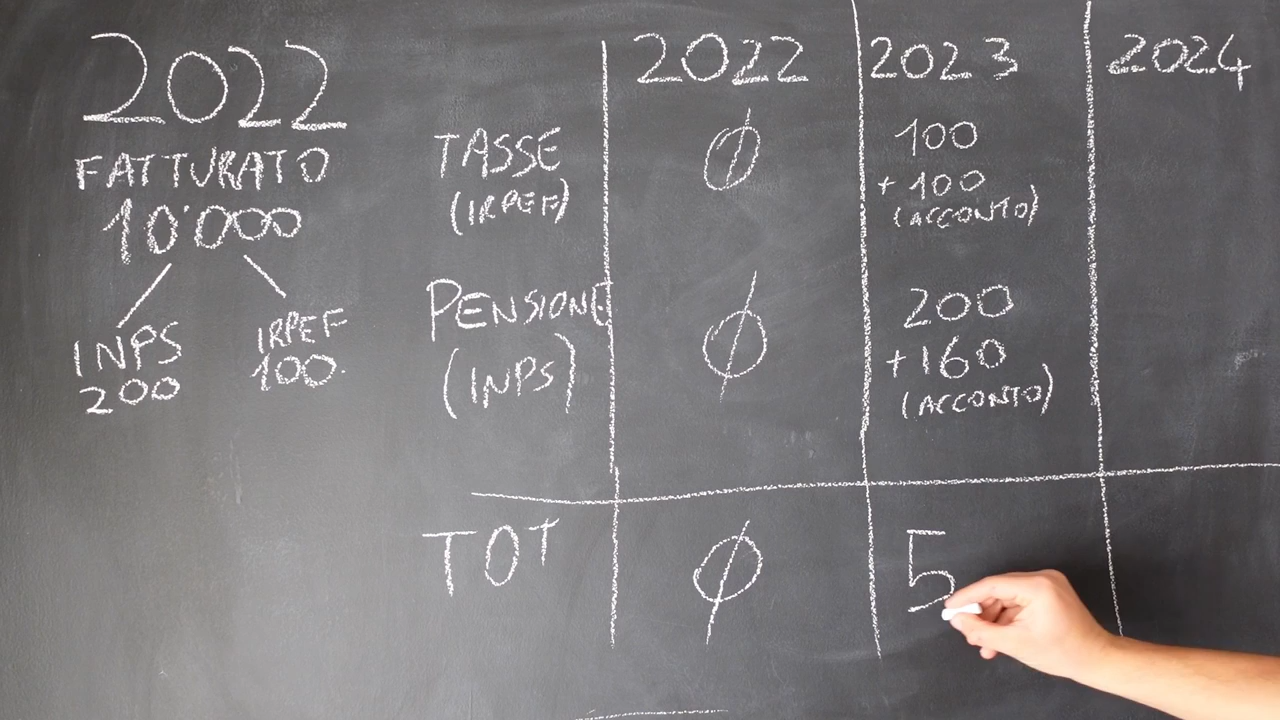 2022
FATTURATO
10'000
INPS
200
IRPEF
100.
2022
2023
2024
TASSE
(IRPEF)
Ø
100
+ 100
(ACCONTO)
PENSIONE
(INPS)
Ø
200
+160
(ACCONTO)
TOT
Ø
5